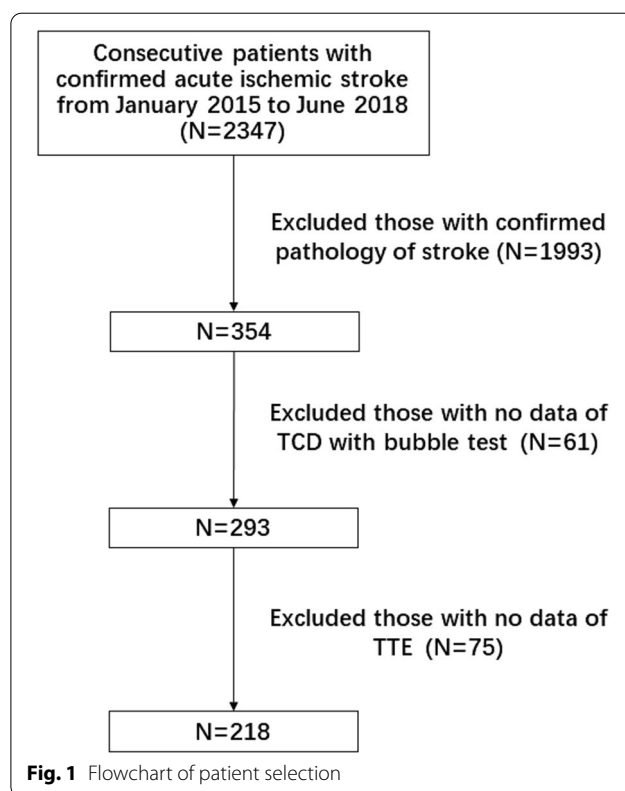 Consecutive patients with
confirmed acute ischemic stroke
from January 2015 to June 2018
(N=2347)
Excluded those with confirmed
pathology of stroke (N=1993)
N=354
Excluded those with no data of
TCD with bubble test (N=61)
N=293
Excluded those with no data of
TTE (N=75)
N=218
Fig. 1 Flowchart of patient selection